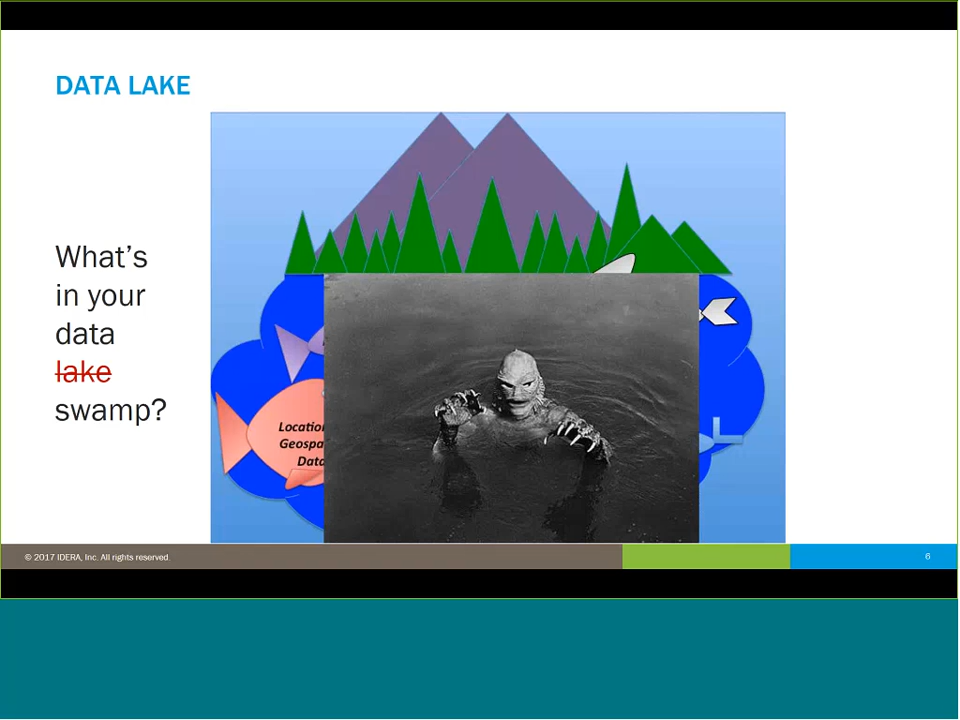 DATA LAKE
What's
in your
data
lake
swamp?
Location
Geospa
Data
© 2017 IDERA, Inc. All rights reserved.
6